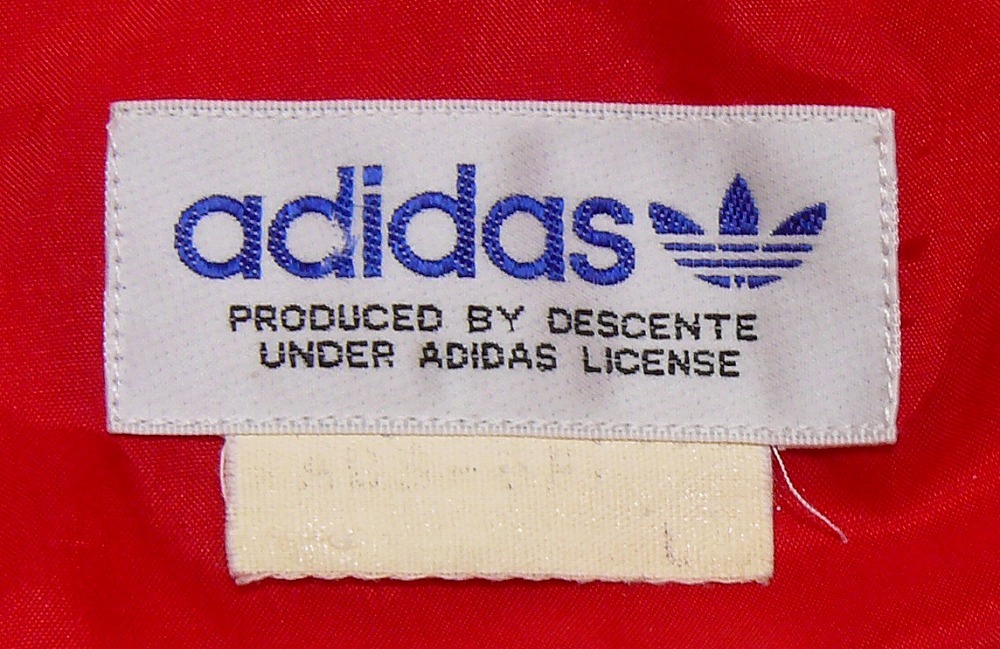 adidas
PRODUCED BY DESCENTE
UNDER ADIDAS LICENSE